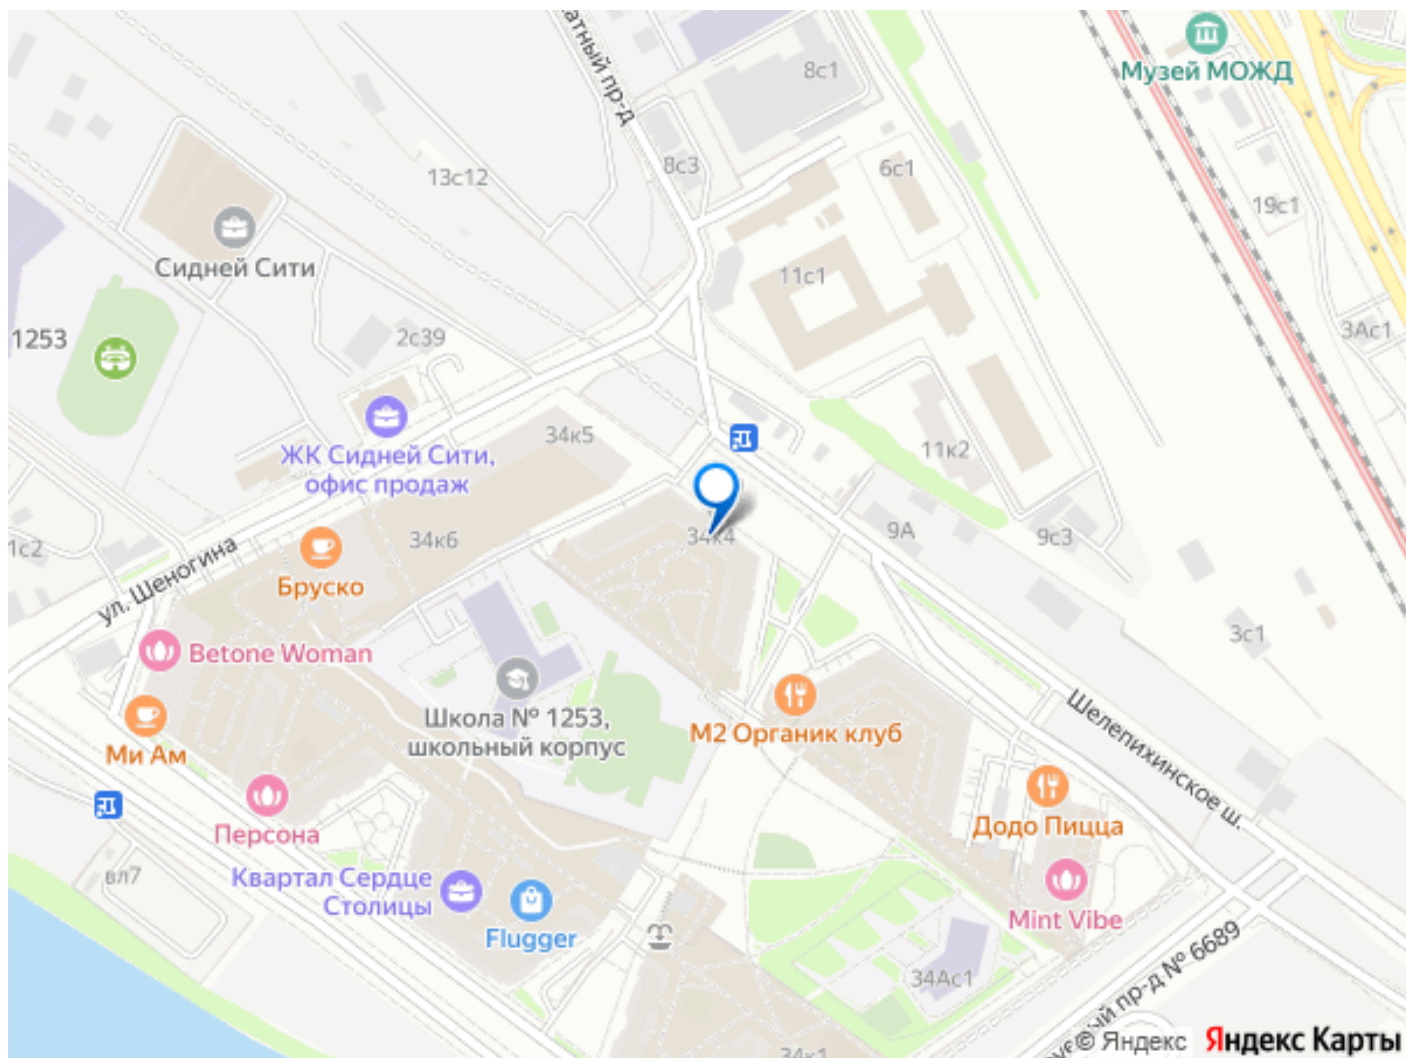 Музей МОЖД
8с1
8с3
6с1
13с12
19с1
Сидней Сити
11с1
3Ас1
1253
2с39
34к5
11к2
ЖК Сидней Сити,
офис продаж
34к6
34к4
9А
9с3
1с2
ул. Шеногина
Бруско
Betone Woman
3с1
Школа № 1253,
школьный корпус
М2 Органик клуб
Шелепихинское ш.
Ми Ам
Персона
Додо Пицца
вл7
Квартал Сердце
Столицы
Flugger
Mint Vibe
34Ас1
пр-д № 6689
34к1
© Яндекс
Яндекс Карты